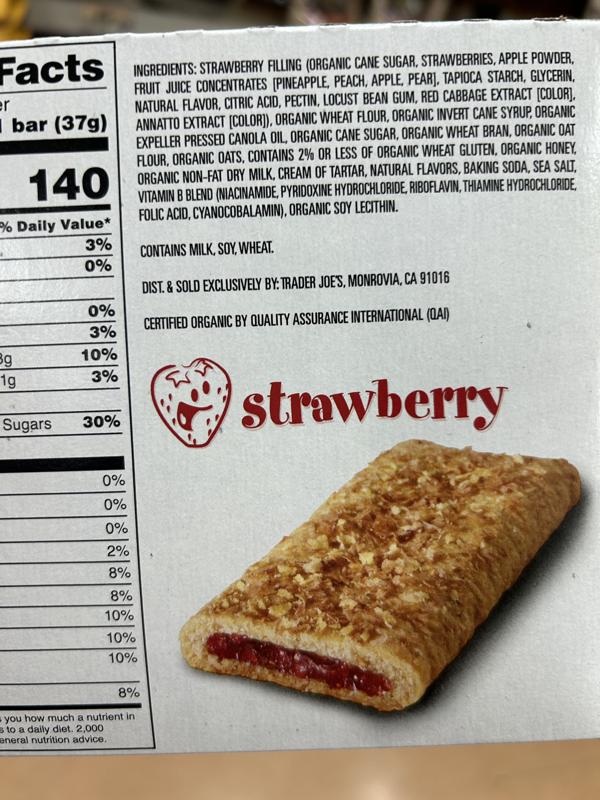 Facts
er
1 bar (37g)
140
% Daily Value*
3%
0%
0%
3%
3g 10%
1g 3%
Sugars 30%
0%
0%
0%
2%
8%
8%
10%
10%
10%
8%
you how much a nutrient in
s to a daily diet. 2,000
eneral nutrition advice.
INGREDIENTS: STRAWBERRY FILLING (ORGANIC CANE SUGAR, STRAWBERRIES, APPLE POWDER,
FRUIT JUICE CONCENTRATES [PINEAPPLE, PEACH, APPLE, PEAR], TAPIOCA STARCH, GLYCERIN,
NATURAL FLAVOR, CITRIC ACID, PECTIN, LOCUST BEAN GUM, RED CABBAGE EXTRACT [COLOR],
ANNATTO EXTRACT [COLOR]), ORGANIC WHEAT FLOUR, ORGANIC INVERT CANE SYRUP, ORGANIC
EXPELLER PRESSED CANOLA OIL, ORGANIC CANE SUGAR, ORGANIC WHEAT BRAN, ORGANIC OAT
FLOUR, ORGANIC OATS, CONTAINS 2% OR LESS OF ORGANIC WHEAT GLUTEN, ORGANIC HONEY,
ORGANIC NON-FAT DRY MILK, CREAM OF TARTAR, NATURAL FLAVORS, BAKING SODA, SEA SALT,
VITAMIN B BLEND (NIACINAMIDE, PYRIDOXINE HYDROCHLORIDE, RIBOFLAVIN, THIAMINE HYDROCHLORIDE,
FOLIC ACID, CYANOCOBALAMIN), ORGANIC SOY LECITHIN.
CONTAINS MILK, SOY, WHEAT.
DIST. & SOLD EXCLUSIVELY BY: TRADER JOE'S, MONROVIA, CA 91016
CERTIFIED ORGANIC BY QUALITY ASSURANCE INTERNATIONAL (QAI)
strawberry